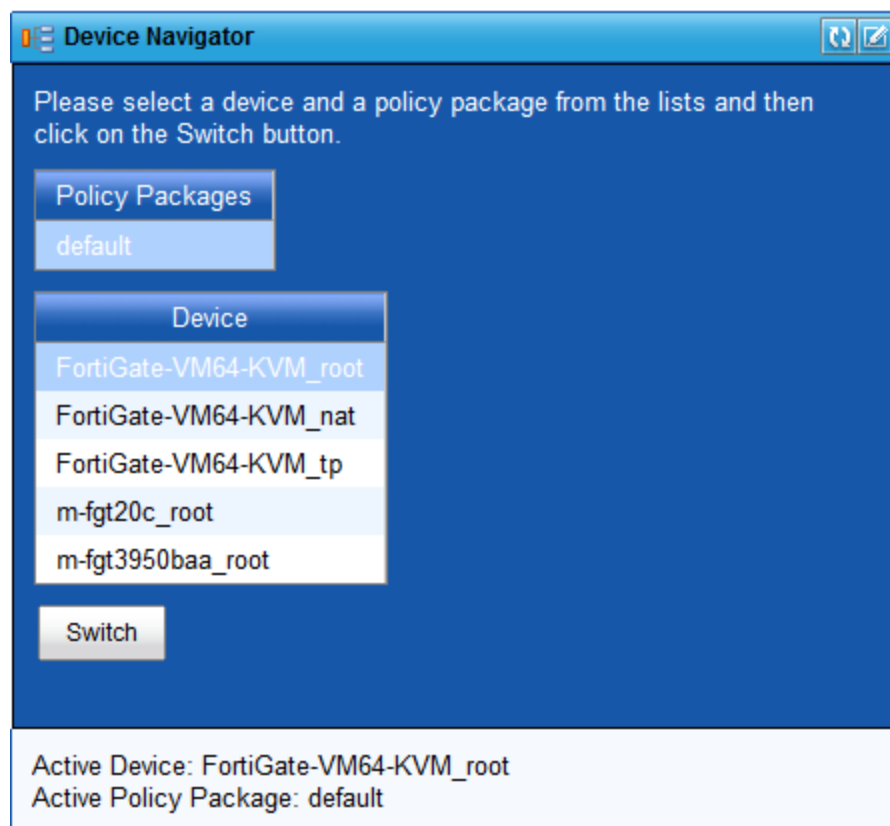 Device Navigator
Please select a device and a policy package from the lists and then
click on the Switch button.
Policy Packages
default
Device
FortiGate-VM64-KVM_root
FortiGate-VM64-KVM_nat
FortiGate-VM64-KVM_tp
m-fgt20c_root
m-fgt3950baa_root
Switch
Active Device: FortiGate-VM64-KVM_root
Active Policy Package: default